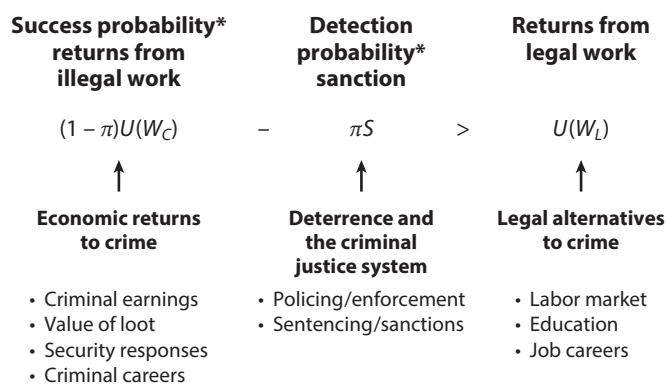 Success probability*
returns from
illegal work
Detection
probability*
sanction
Returns from
legal work
(1 – π)U(W_C) – πS > U(W_L)
Economic returns
to crime
Deterrence and
the criminal
justice system
Legal alternatives
to crime
• Criminal earnings
• Value of loot
• Security responses
• Criminal careers
• Policing/enforcement
• Sentencing/sanctions
• Labor market
• Education
• Job careers